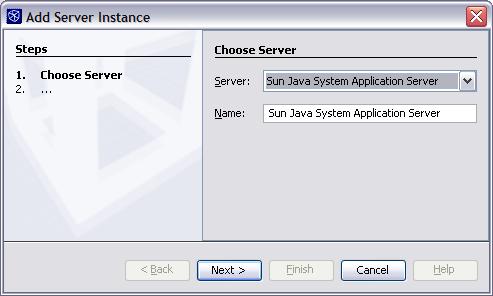 Add Server Instance
Steps
1. Choose Server
2. ...
Choose Server
Server: Sun Java System Application Server
Name: Sun Java System Application Server
< Back Next > Finish Cancel Help